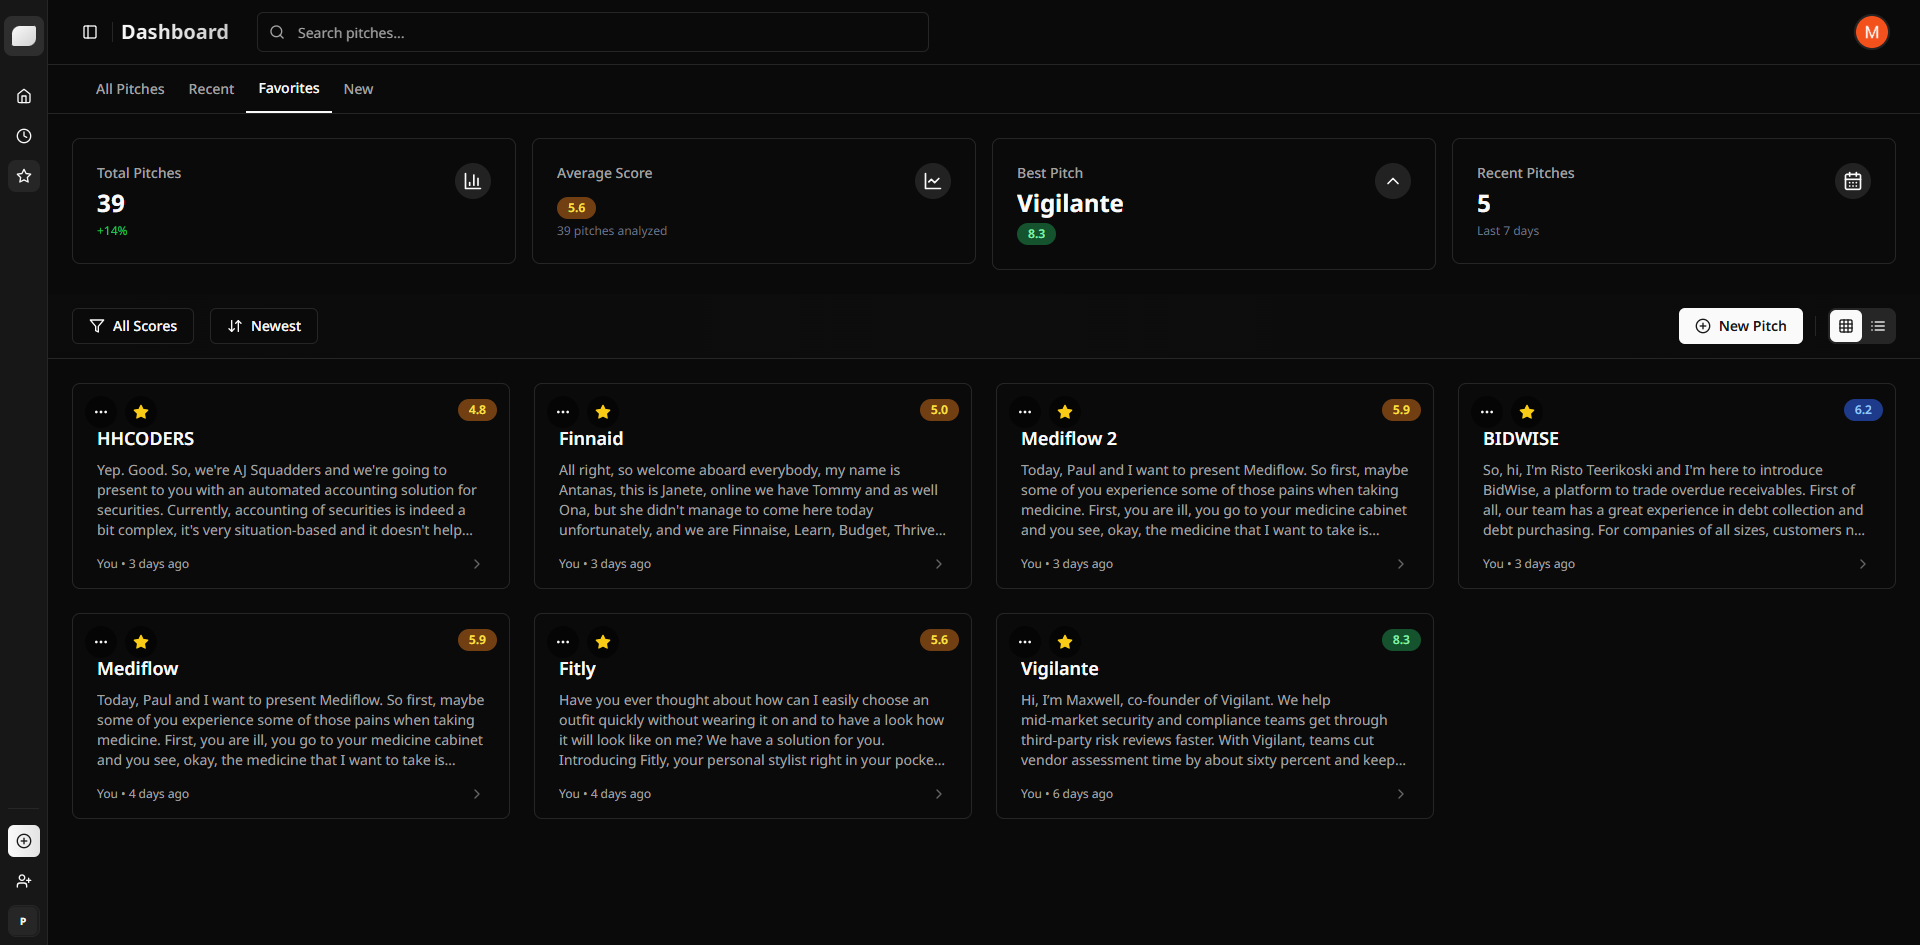 Dashboard
Search pitches...
M
All Pitches
Recent
Favorites
New
Total Pitches
39
+14%
Average Score
5.6
39 pitches analyzed
Best Pitch
Vigilante
8.3
Recent Pitches
5
Last 7 days
All Scores
Newest
New Pitch
4.8
HHCODERS
Yep. Good. So, we're AJ Squadders and we're going to
present to you with an automated accounting solution for
securities. Currently, accounting of securities is indeed a
bit complex, it's very situation-based and it doesn't help...
You • 3 days ago
5.0
Finnaid
All right, so welcome aboard everybody, my name is
Antanas, this is Janete, online we have Tommy and as well
Ona, but she didn't manage to come here today
unfortunately, and we are Finnaise, Learn, Budget, Thrive...
You • 3 days ago
5.9
Mediflow 2
Today, Paul and I want to present Mediflow. So first, maybe
some of you experience some of those pains when taking
medicine. First, you are ill, you go to your medicine cabinet
and you see, okay, the medicine that I want to take is...
You • 3 days ago
6.2
BIDWISE
So, hi, I'm Risto Teerikoski and I'm here to introduce
BidWise, a platform to trade overdue receivables. First of
all, our team has a great experience in debt collection and
debt purchasing. For companies of all sizes, customers n...
You • 3 days ago
5.9
Mediflow
Today, Paul and I want to present Mediflow. So first, maybe
some of you experience some of those pains when taking
medicine. First, you are ill, you go to your medicine cabinet
and you see, okay, the medicine that I want to take is...
You • 4 days ago
5.6
Fitly
Have you ever thought about how can I easily choose an
outfit quickly without wearing it on and to have a look how
it will look like on me? We have a solution for you.
Introducing Fitly, your personal stylist right in your pocke...
You • 4 days ago
8.3
Vigilante
Hi, I’m Maxwell, co-founder of Vigilant. We help
mid-market security and compliance teams get through
third-party risk reviews faster. With Vigilant, teams cut
vendor assessment time by about sixty percent and keep...
You • 6 days ago
P